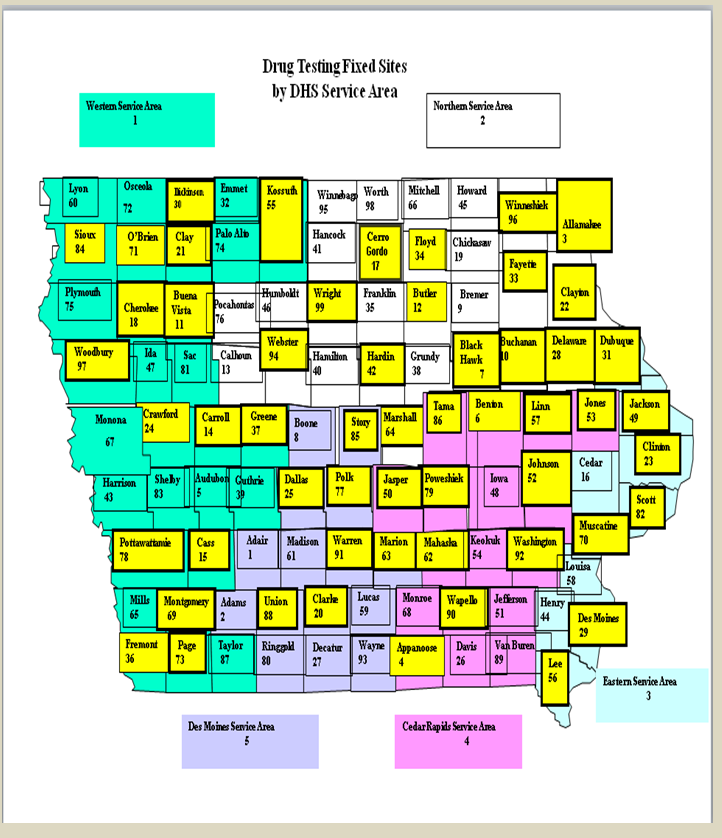 Drug Testing Fixed Sites
by DHS Service Area
Western Service Area
1
Northern Service Area
2
Lyon
60
Osceola
72
Dickinson
30
Emmet
32
Kossuth
55
Winnebago
95
Worth
98
Mitchell
66
Howard
45
Winneshiek
96
Allamakee
3
Sioux
84
O'Brien
71
Clay
21
Palo Alto
74
Hancock
41
Cerro
Gordo
17
Floyd
34
Chickasaw
19
Fayette
33
Clayton
22
Plymouth
75
Cherokee
18
Buena
Vista
11
Pocahontas
76
Humboldt
46
Wright
99
Franklin
35
Butler
12
Bremer
9
Woodbury
97
Ida
47
Sac
81
Calhoun
13
Webster
94
Hamilton
40
Hardin
42
Grundy
38
Black
Hawk
7
Buchanan
10
Delaware
28
Dubuque
31
Monona
67
Crawford
24
Carroll
14
Greene
37
Boone
8
Story
85
Marshall
64
Tama
86
Benton
6
Linn
57
Jones
53
Jackson
49
Clinton
23
Harrison
43
Shelby
83
Audubon
5
Guthrie
39
Dallas
25
Polk
77
Jasper
50
Poweshiek
79
Iowa
48
Johnson
52
Cedar
16
Scott
82
Muscatine
70
Pottawattamie
78
Cass
15
Adair
1
Madison
61
Warren
91
Marion
63
Mahaska
62
Keokuk
54
Washington
92
Louisa
58
Mills
65
Montgomery
69
Adams
2
Union
88
Clarke
20
Lucas
59
Monroe
68
Wapello
90
Jefferson
51
Henry
44
Des Moines
29
Fremont
36
Page
73
Taylor
87
Ringgold
80
Decatur
27
Wayne
93
Appanoose
4
Davis
26
Van Buren
89
Lee
56
Eastern Service Area
3
Des Moines Service Area
5
Cedar Rapids Service Area
4